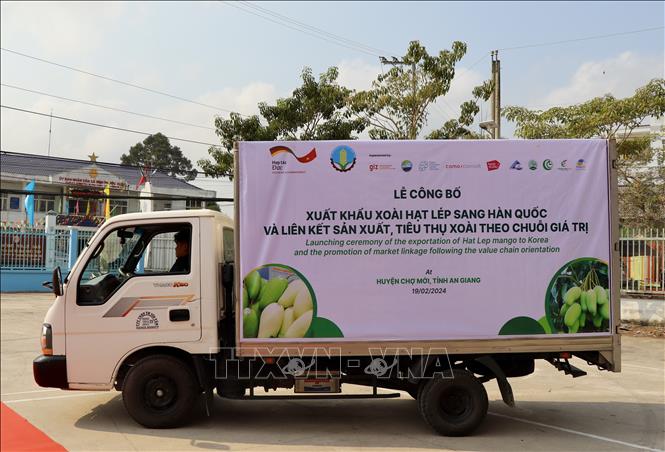 Hợp tác
Đức
giz
LỄ CÔNG BỐ
XUẤT KHẨU XOÀI HẠT LÉP SANG HÀN QUỐC
VÀ LIÊN KẾT SẢN XUẤT, TIÊU THỤ XOÀI THEO CHUỖI GIÁ TRỊ
Launching ceremony of the exportation of Hat Lep mango to Korea
and the promotion of market linkage following the value chain orientation
At
HUYỆN CHỢ MỚI, TỈNH AN GIANG
19/02/2024
TTXVN - VNA